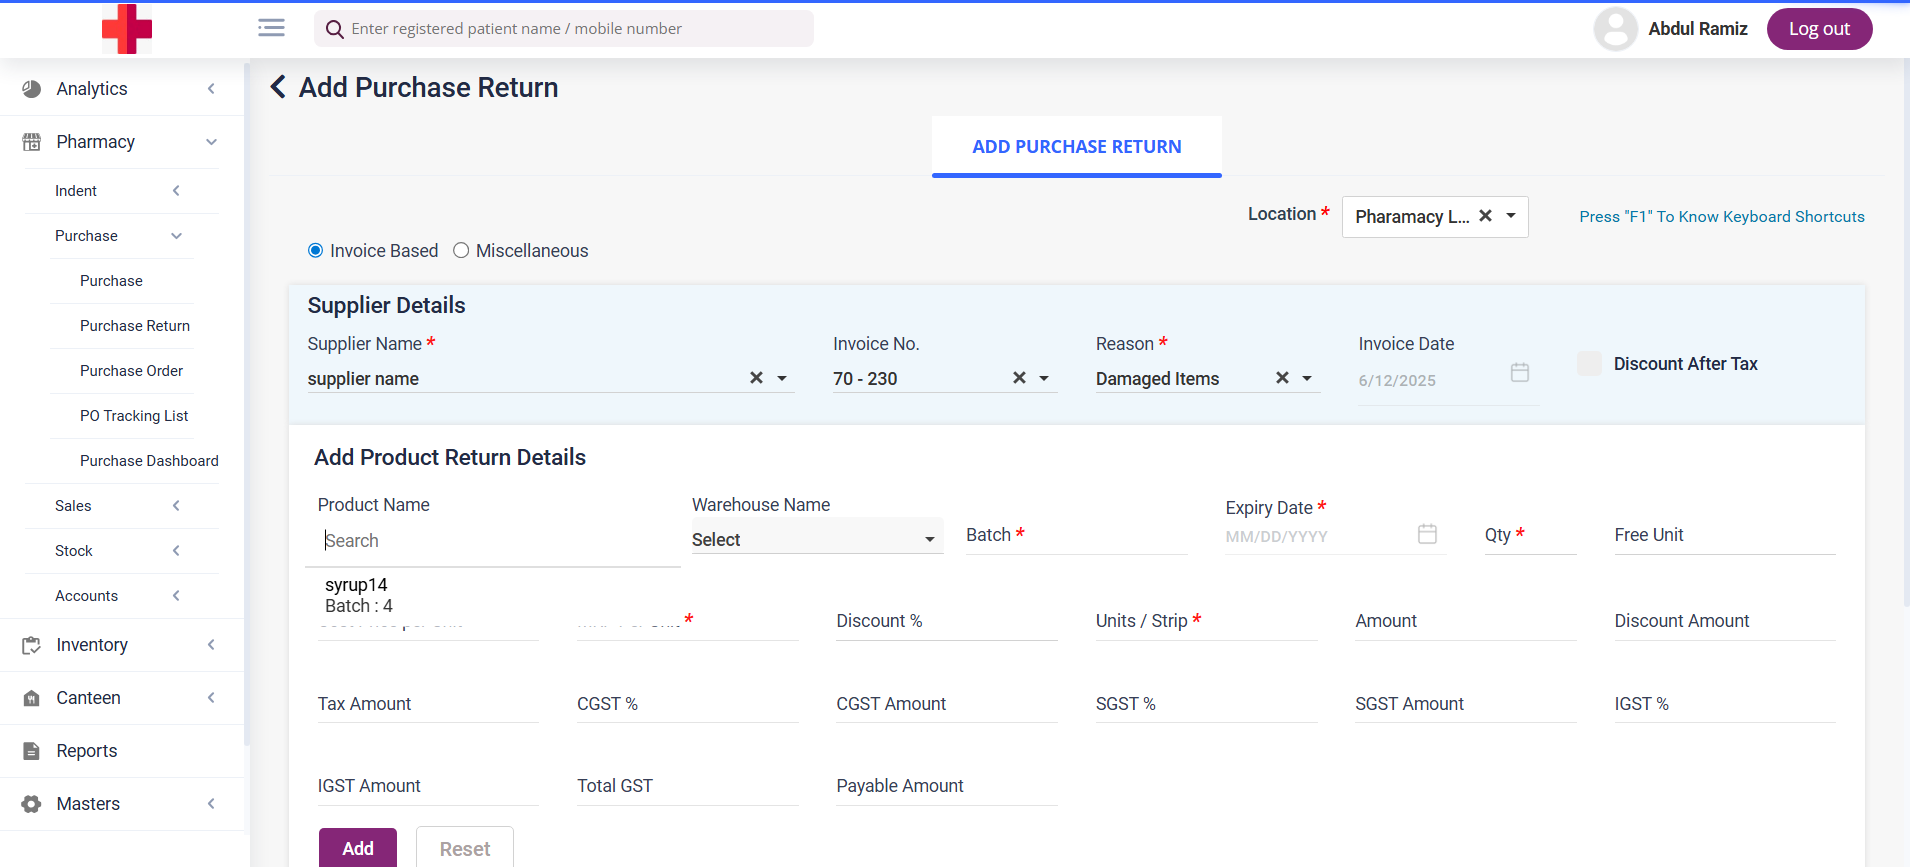 Enter registered patient name / mobile number
Abdul Ramiz
Log out
Analytics
Pharmacy
Indent
Purchase
Purchase
Purchase Return
Purchase Order
PO Tracking List
Purchase Dashboard
Sales
Stock
Accounts
Inventory
Canteen
Reports
Masters
Add Purchase Return
ADD PURCHASE RETURN
Location *
Pharamacy L...
Press "F1" To Know Keyboard Shortcuts
Invoice Based
Miscellaneous
Supplier Details
Supplier Name * Invoice No. Reason * Invoice Date
supplier name 70 - 230 Damaged Items 6/12/2025 Discount After Tax
Add Product Return Details
Product Name Warehouse Name Expiry Date *
Search Select Batch * MM/DD/YYYY Qty * Free Unit
syrup14
Batch : 4
* Discount % Units / Strip * Amount Discount Amount
Tax Amount CGST % CGST Amount SGST % SGST Amount IGST %
IGST Amount Total GST Payable Amount
Add Reset